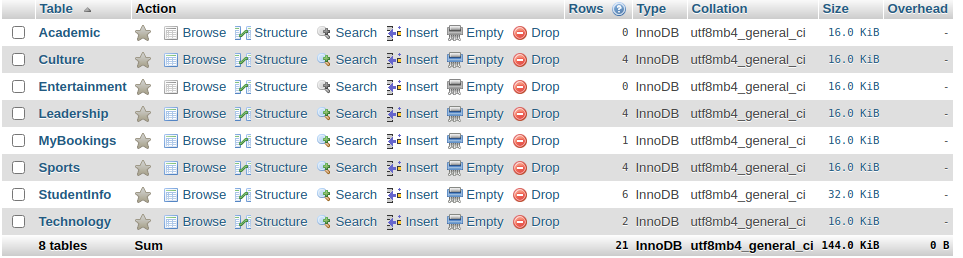 Table Action Rows Type Collation Size Overhead
Academic Browse Structure Search Insert Empty Drop 0 InnoDB utf8mb4_general_ci 16.0 KiB -
Culture Browse Structure Search Insert Empty Drop 4 InnoDB utf8mb4_general_ci 16.0 KiB -
Entertainment Browse Structure Search Insert Empty Drop 0 InnoDB utf8mb4_general_ci 16.0 KiB -
Leadership Browse Structure Search Insert Empty Drop 4 InnoDB utf8mb4_general_ci 16.0 KiB -
MyBookings Browse Structure Search Insert Empty Drop 1 InnoDB utf8mb4_general_ci 16.0 KiB -
Sports Browse Structure Search Insert Empty Drop 4 InnoDB utf8mb4_general_ci 16.0 KiB -
StudentInfo Browse Structure Search Insert Empty Drop 6 InnoDB utf8mb4_general_ci 32.0 KiB -
Technology Browse Structure Search Insert Empty Drop 2 InnoDB utf8mb4_general_ci 16.0 KiB -
8 tables Sum 21 InnoDB utf8mb4_general_ci 144.0 KiB 0 B